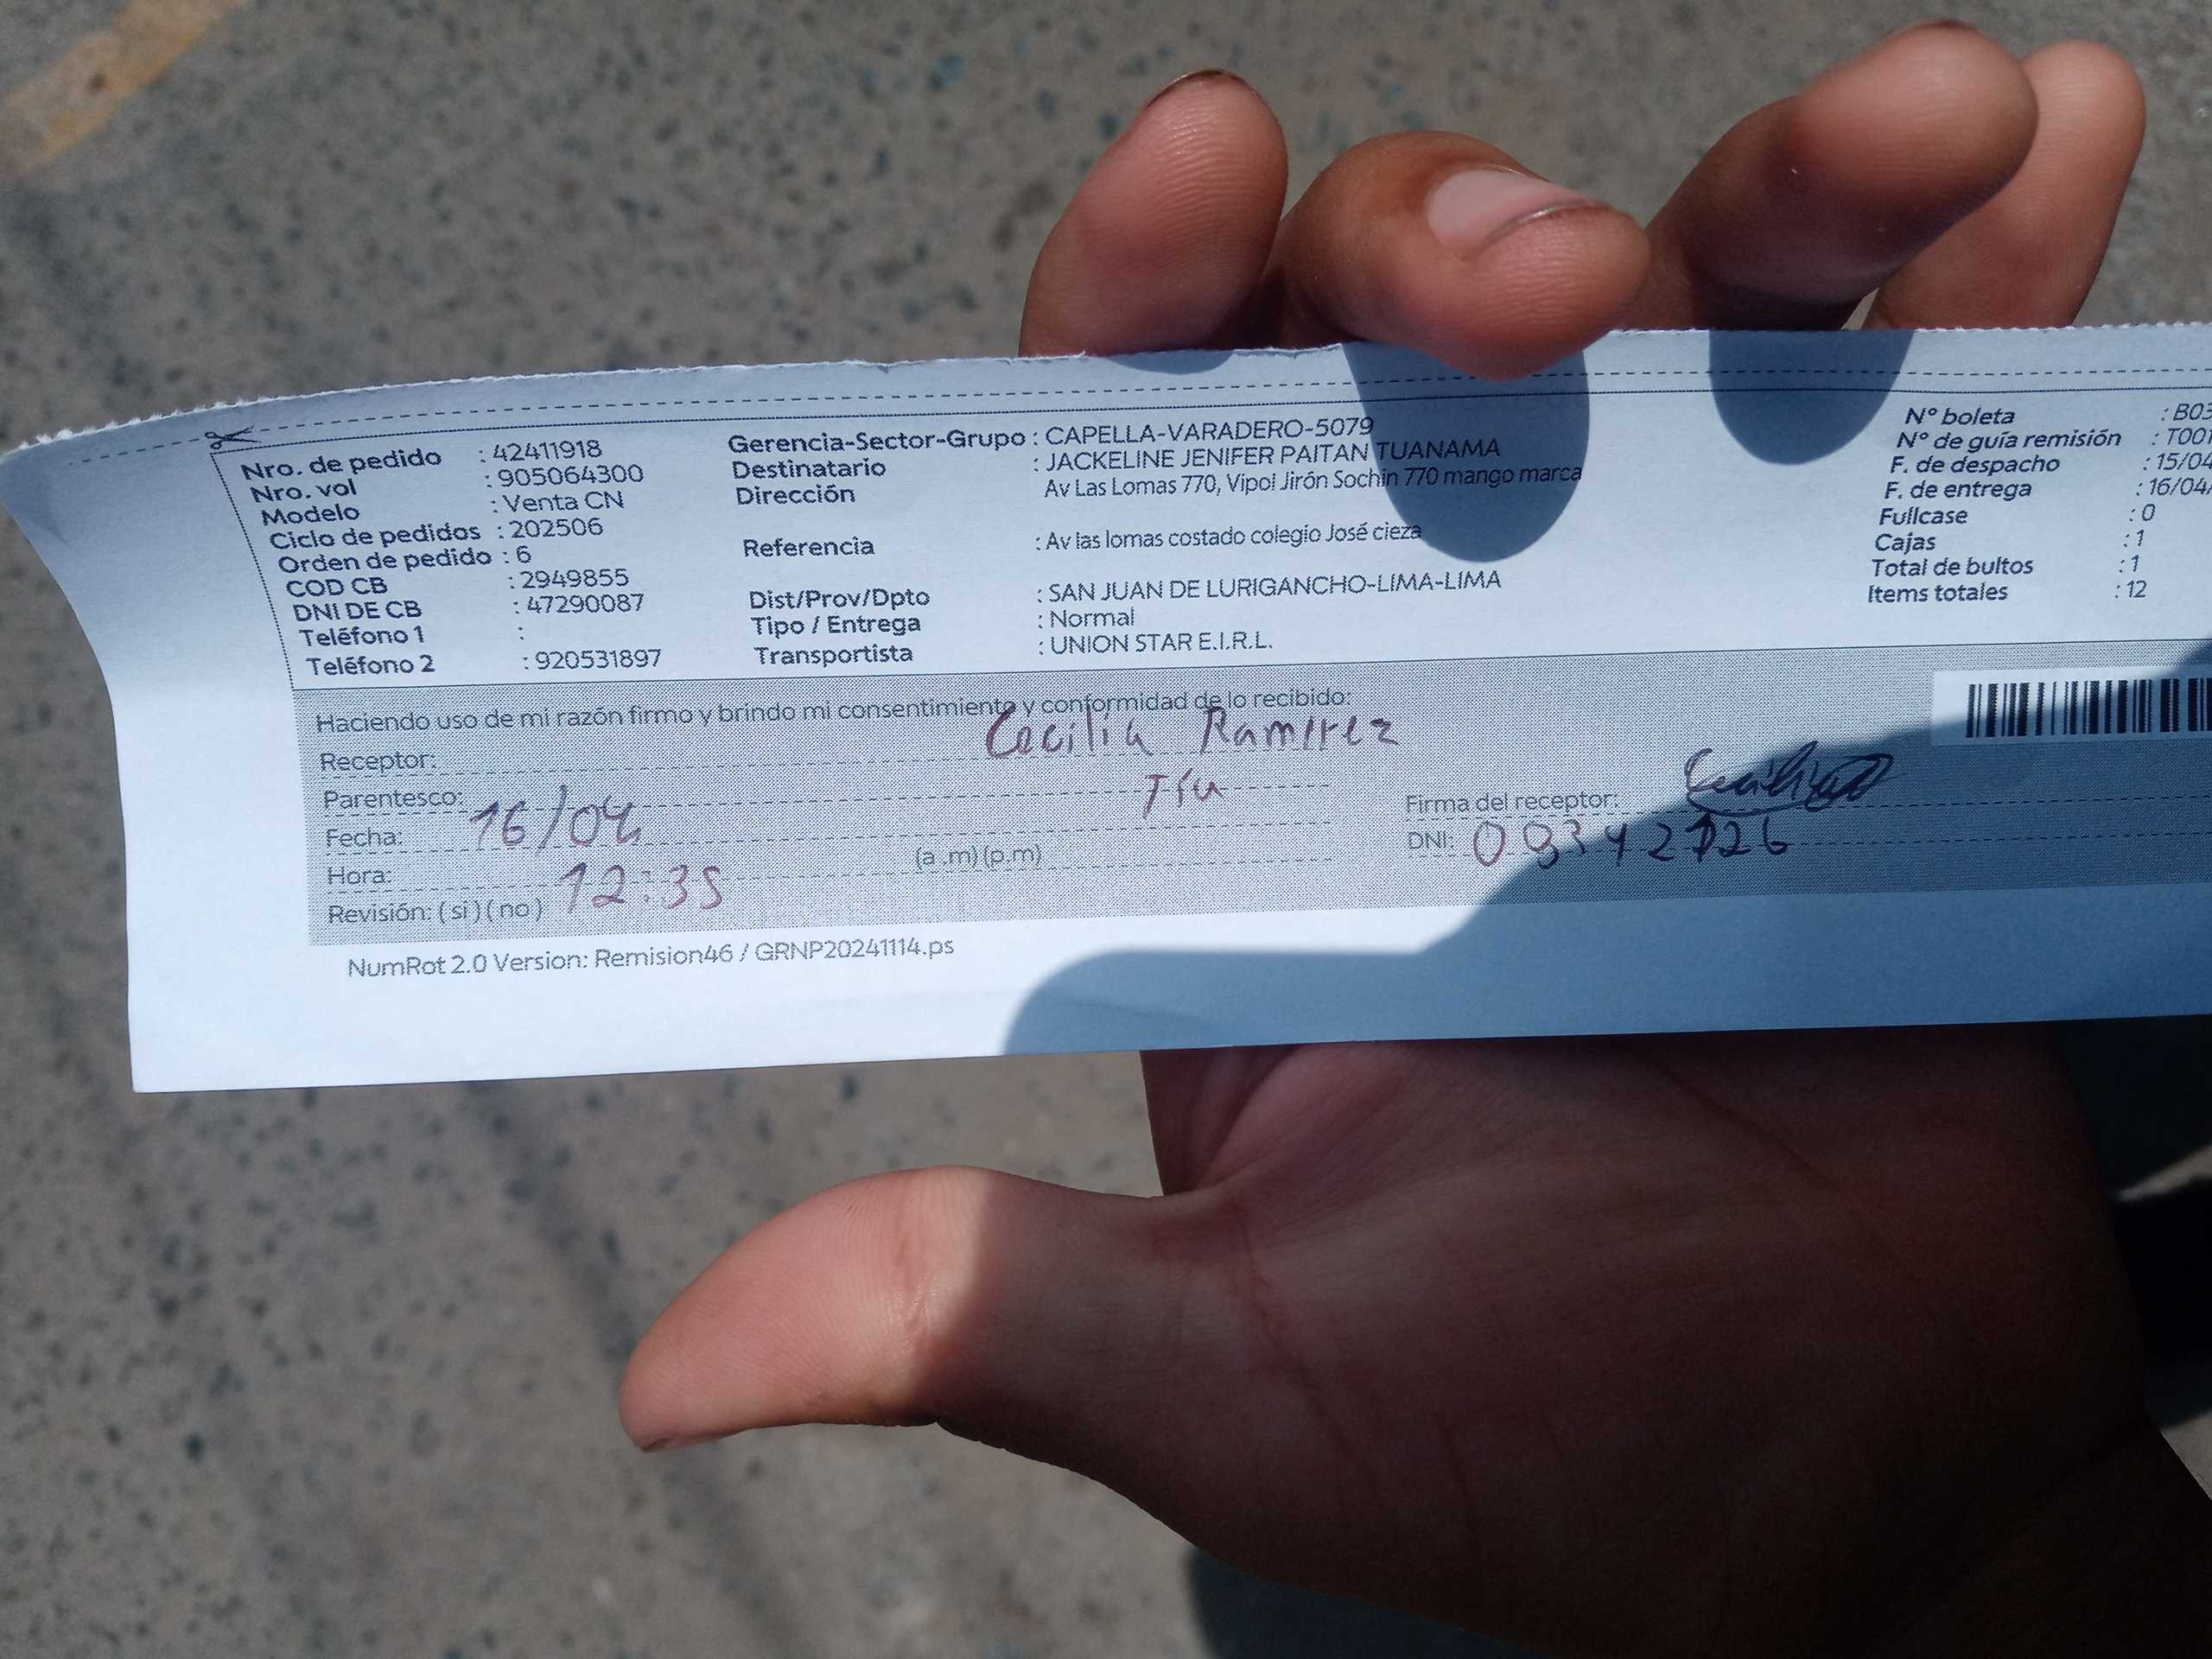 Nro. de pedido : 42411918
Nro. vol : 905064300
Modelo : Venta CN
Ciclo de pedidos : 202506
Orden de pedido : 6
COD CB : 2949855
DNI DE CB : 47290087
Teléfono 1 :
Teléfono 2 : 920531897
Gerencia-Sector-Grupo : CAPELLA-VARADERO-5079
Destinatario : JACKELINE JENIFER PAITAN TUANAMA
Dirección Av Las Lomas 770, Vipol Jirón Sochin 770 mango marca
Referencia : Av las lomas costado colegio José cieza
Dist/Prov/Dpto : SAN JUAN DE LURIGANCHO-LIMA-LIMA
Tipo / Entrega : Normal
Transportista : UNION STAR E.I.R.L.
N° boleta : B03
N° de guía remisión : T001
F. de despacho : 15/04
F. de entrega : 16/04/
Fullcase : 0
Cajas : 1
Total de bultos : 1
Items totales : 12
Haciendo uso de mi razón firmo y brindo mi consentimiento y conformidad de lo recibido:
Receptor: Cecilia Ramirez
Parentesco: Tía
Fecha: 16/04
Hora: 12:35 (a .m) (p.m)
Revisión: ( si ) ( no )
Firma del receptor:
DNI:
NumRot 2.0 Version: Remision46 / GRNP20241114.ps